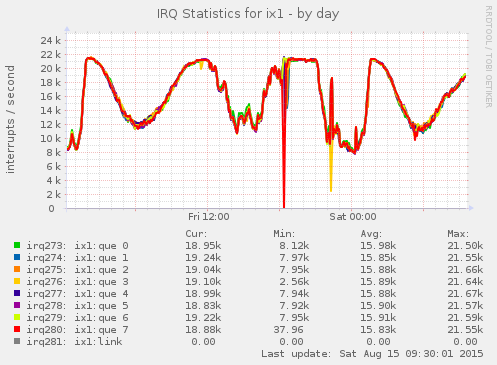 IRQ Statistics for ix1 - by day
RRDTOOL / TOBI OETIKER
interrupts / second
24 k
22 k
20 k
18 k
16 k
14 k
12 k
10 k
8 k
6 k
4 k
2 k
0
Fri 12:00 Sat 00:00
Cur: Min: Avg: Max:
irq273: ix1:que 0 18.95k 8.12k 15.98k 21.50k
irq274: ix1:que 1 19.24k 7.97k 15.85k 21.55k
irq275: ix1:que 2 19.04k 7.95k 15.88k 21.66k
irq276: ix1:que 3 19.10k 2.56k 15.89k 21.64k
irq277: ix1:que 4 18.99k 7.94k 15.88k 21.67k
irq278: ix1:que 5 18.83k 7.92k 15.90k 21.57k
irq279: ix1:que 6 19.22k 7.95k 15.91k 21.59k
irq280: ix1:que 7 18.88k 37.96 15.83k 21.55k
irq281: ix1:link 0.00 0.00 0.00 0.00
Last update: Sat Aug 15 09:30:01 2015